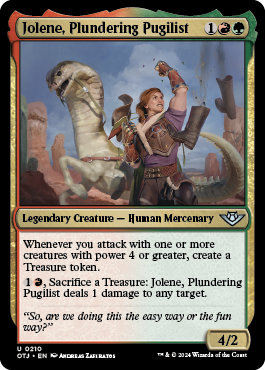 Jolene, Plundering Pugilist 1
Legendary Creature — Human Mercenary
Whenever you attack with one or more
creatures with power 4 or greater, create a
Treasure token.
1, Sacrifice a Treasure: Jolene, Plundering
Pugilist deals 1 damage to any target.
“So, are we doing this the easy way or the fun
way?”
4/2
U 0210
OTJ • EN Andreas Zafiratos
™ & © 2024 Wizards of the Coast